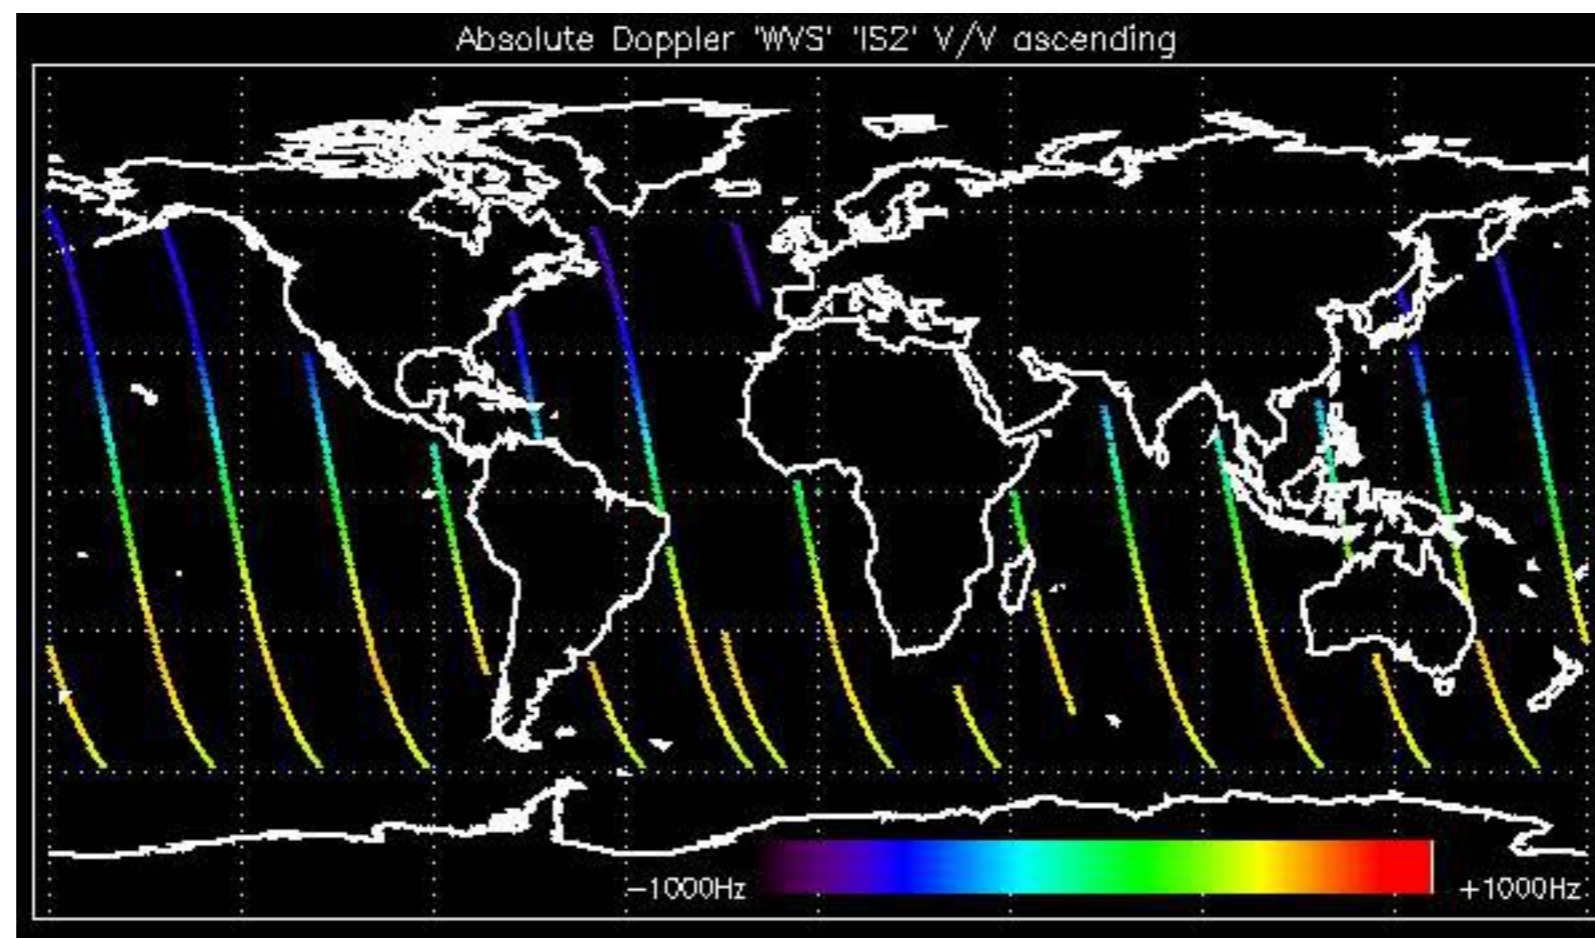 Absolute Doppler 'WVS' 'IS2' V/V ascending
−1000Hz
+1000Hz